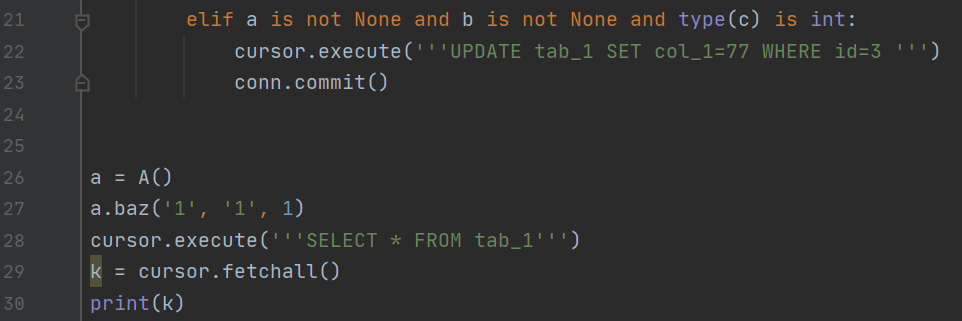 21 elif a is not None and b is not None and type(c) is int:
22 cursor.execute('''UPDATE tab_1 SET col_1=77 WHERE id=3 ''')
23 conn.commit()
24
25
26 a = A()
27 a.baz('1', '1', 1)
28 cursor.execute('''SELECT * FROM tab_1''')
29 k = cursor.fetchall()
30 print(k)